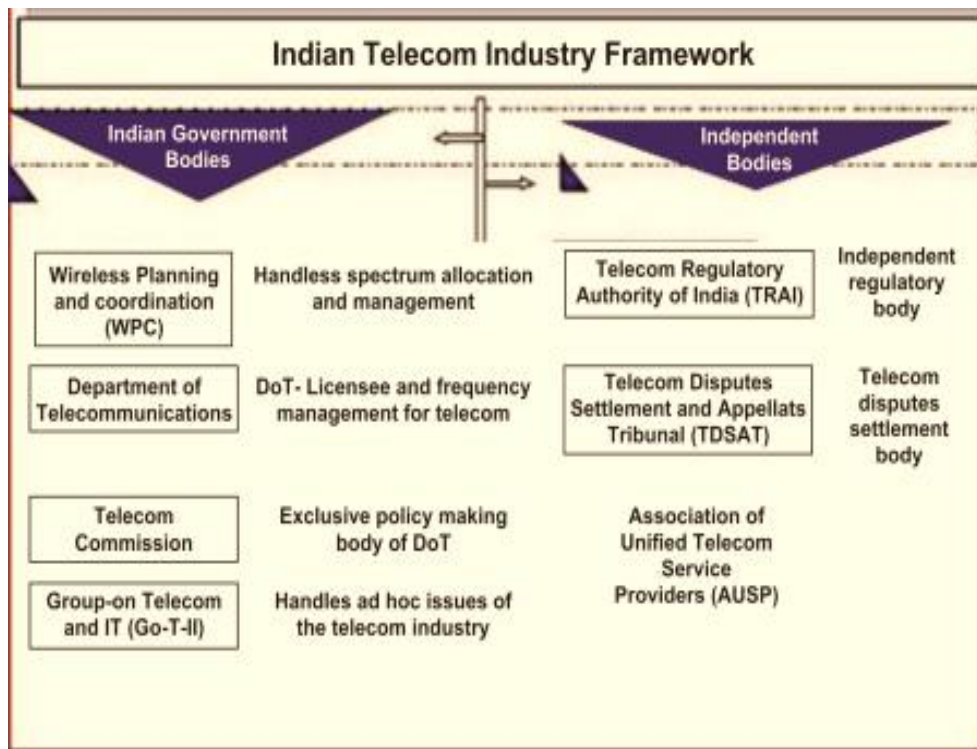 Indian Telecom Industry Framework
Indian Government
Bodies
Independent
Bodies
Wireless Planning
and coordination
(WPC)
Handless spectrum allocation
and management
Telecom Regulatory
Authority of India (TRAI)
Independent
regulatory
body
Department of
Telecommunications
DoT- Licensee and frequency
management for telecom
Telecom Disputes
Settlement and Appellats
Tribunal (TDSAT)
Telecom
disputes
settlement
body
Telecom
Commission
Exclusive policy making
body of DoT
Association of
Unified Telecom
Service
Providers (AUSP)
Group-on Telecom
and IT (Go-T-II)
Handles ad hoc issues of
the telecom industry